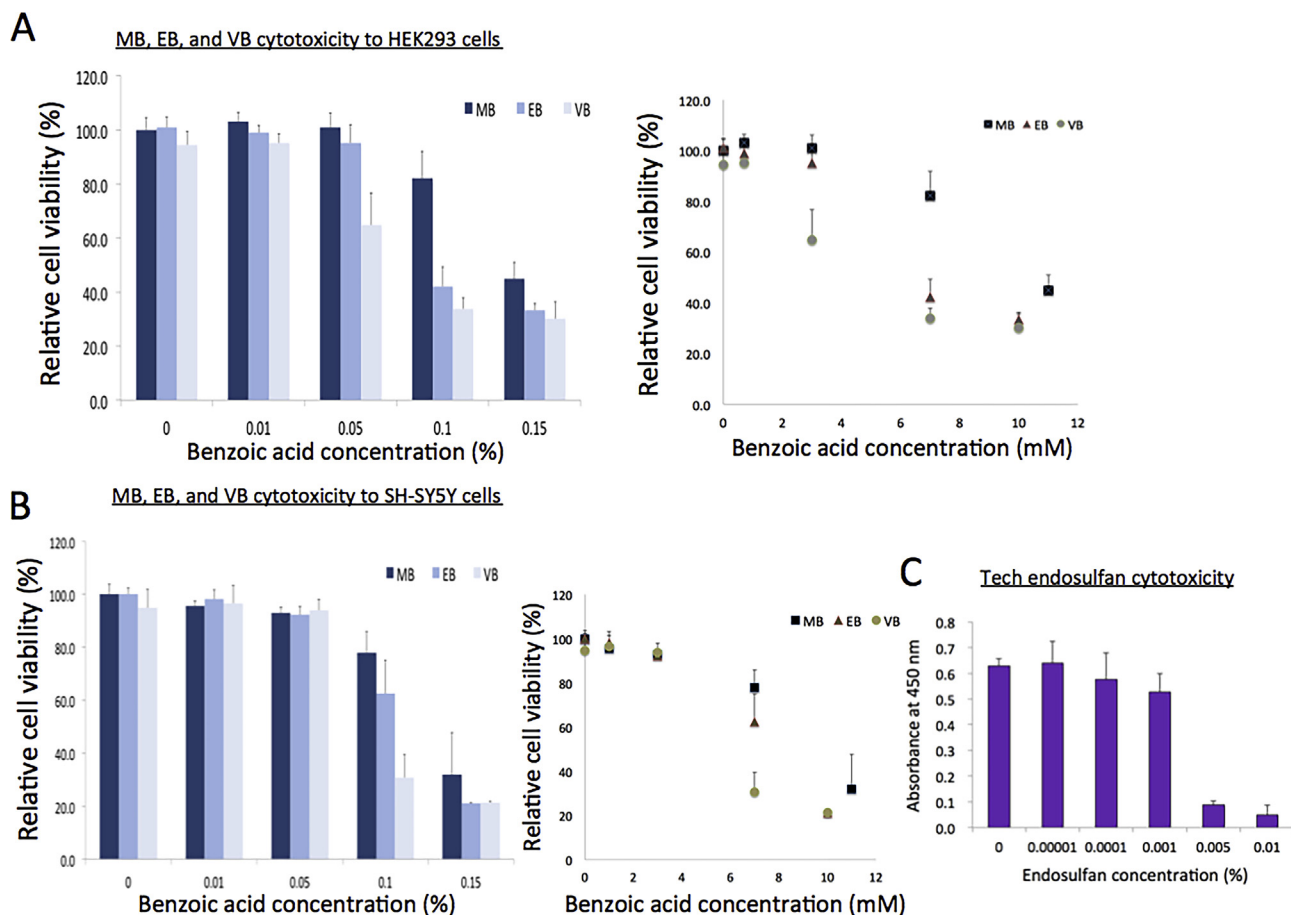 A
MB, EB, and VB cytotoxicity to HEK293 cells
Relative cell viability (%)
120.0
100.0
80.0
60.0
40.0
20.0
0.0
MB EB VB
0 0.01 0.05 0.1 0.15
Benzoic acid concentration (%)
Relative cell viability (%)
120.0
100.0
80.0
60.0
40.0
20.0
0.0
MB EB VB
0 2 4 6 8 10 12
Benzoic acid concentration (mM)
B
MB, EB, and VB cytotoxicity to SH-SY5Y cells
Relative cell viability (%)
120.0
100.0
80.0
60.0
40.0
20.0
0.0
MB EB VB
0 0.01 0.05 0.1 0.15
Benzoic acid concentration (%)
Relative cell viability (%)
120
100
80
60
40
20
0
MB EB VB
0 2 4 6 8 10 12
Benzoic acid concentration (mM)
C
Tech endosulfan cytotoxicity
Absorbance at 450 nm
0.8
0.7
0.6
0.5
0.4
0.3
0.2
0.1
0.0
0 0.00001 0.0001 0.001 0.005 0.01
Endosulfan concentration (%)